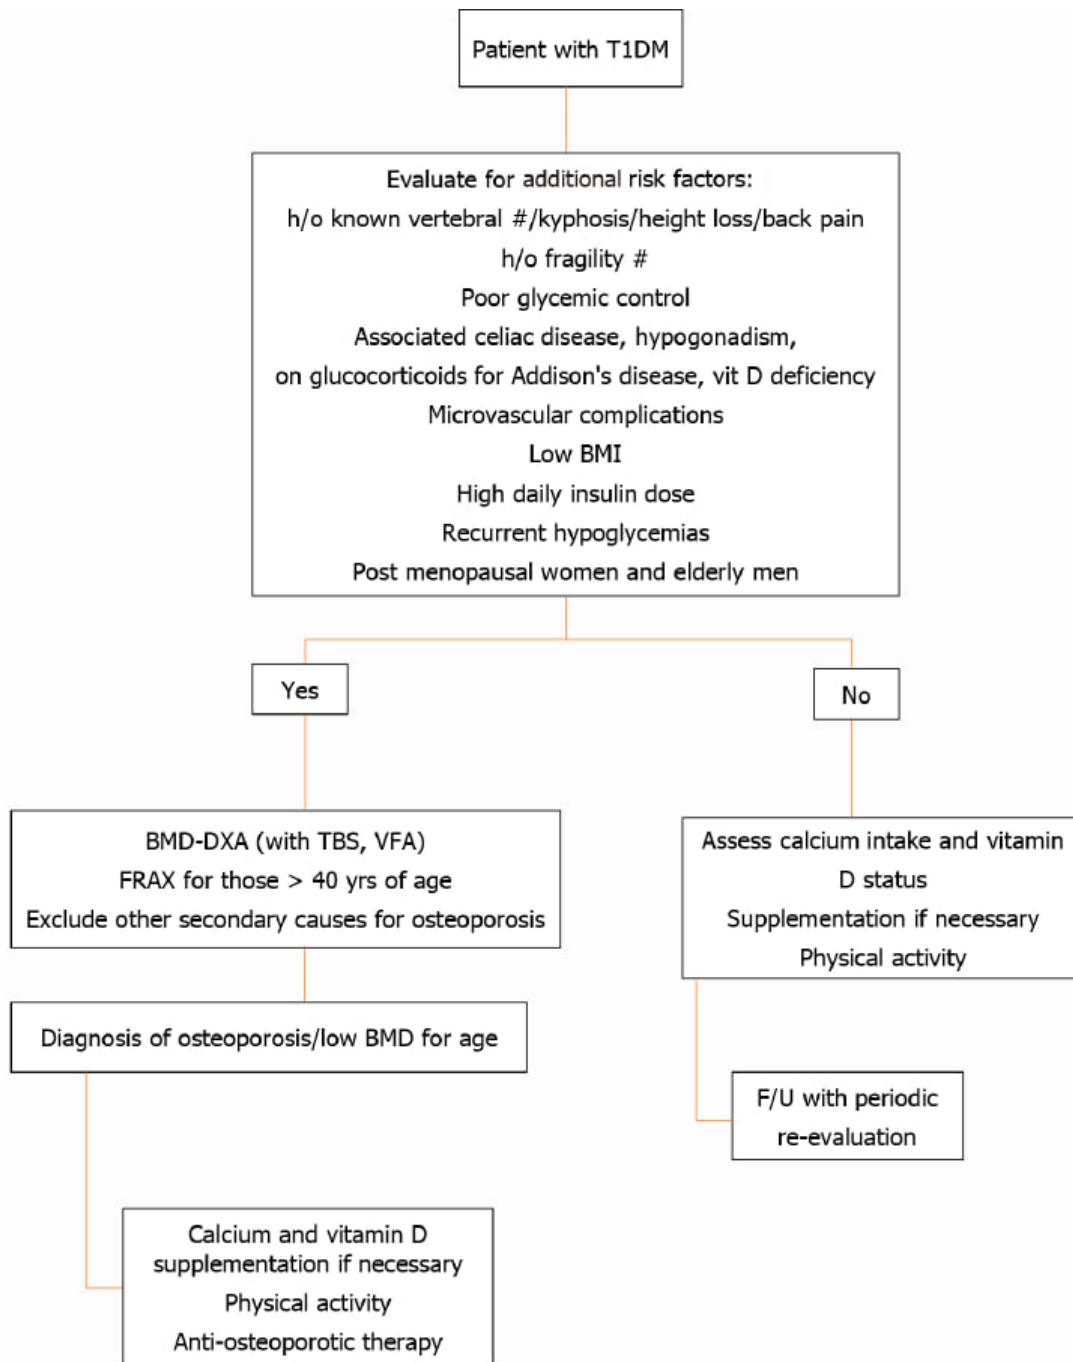 Patient with T1DM
Evaluate for additional risk factors:
h/o known vertebral #/kyphosis/height loss/back pain
h/o fragility #
Poor glycemic control
Associated celiac disease, hypogonadism,
on glucocorticoids for Addison's disease, vit D deficiency
Microvascular complications
Low BMI
High daily insulin dose
Recurrent hypoglycemias
Post menopausal women and elderly men
Yes
No
BMD-DXA (with TBS, VFA)
FRAX for those > 40 yrs of age
Exclude other secondary causes for osteoporosis
Assess calcium intake and vitamin
D status
Supplementation if necessary
Physical activity
Diagnosis of osteoporosis/low BMD for age
F/U with periodic
re-evaluation
Calcium and vitamin D
supplementation if necessary
Physical activity
Anti-osteoporotic therapy